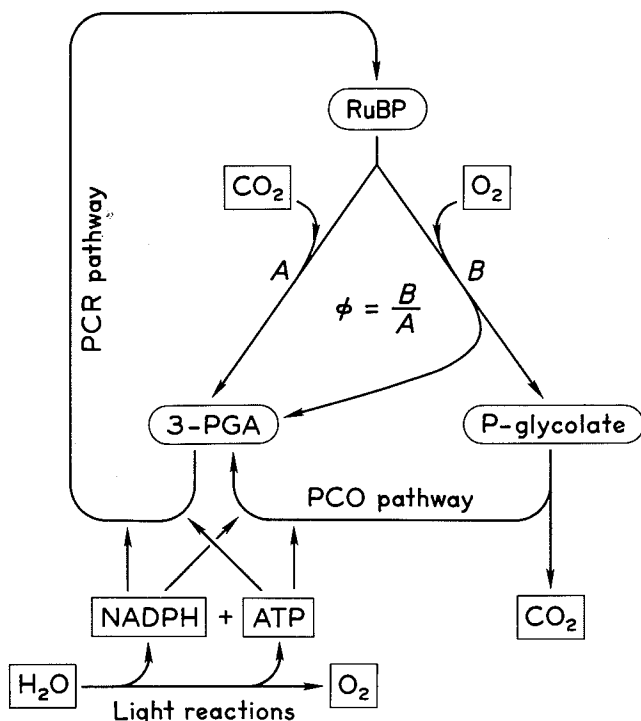 RuBP
CO₂
O₂
PCR pathway
A
B
ϕ = B/A
3-PGA
P-glycolate
PCO pathway
NADPH + ATP
CO₂
H₂O
O₂
Light reactions